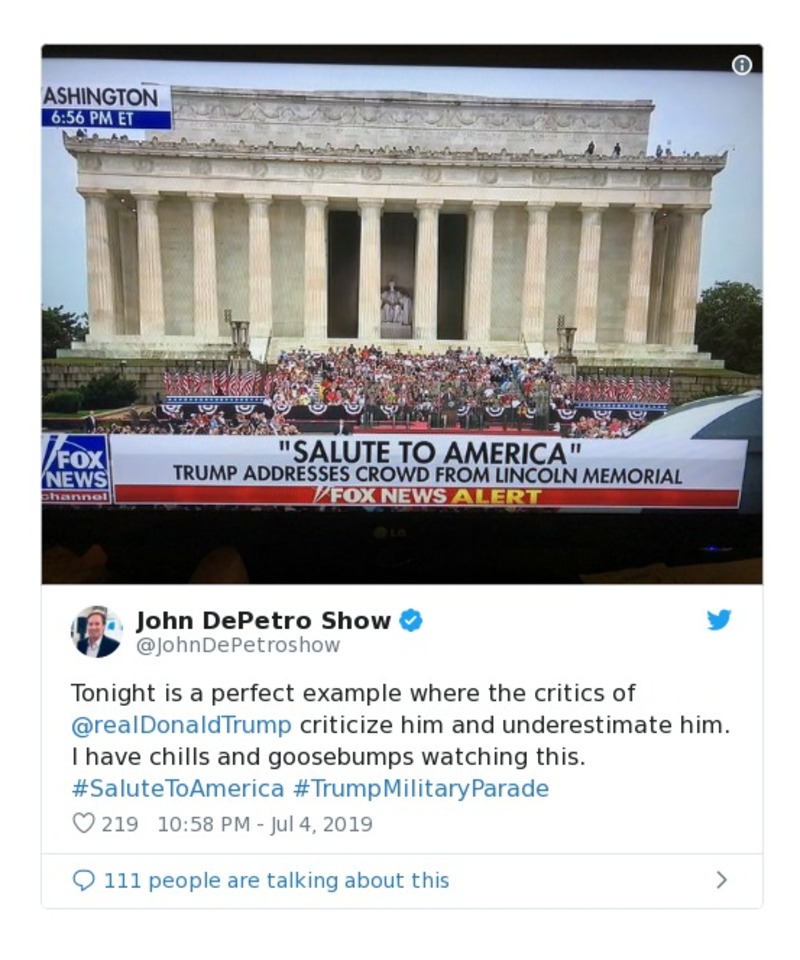 ASHINGTON
6:56 PM ET
"SALUTE TO AMERICA"
TRUMP ADDRESSES CROWD FROM LINCOLN MEMORIAL
FOX
NEWS
channel
FOX NEWS ALERT
LG
John DePetro Show
@JohnDePetroshow
Tonight is a perfect example where the critics of
@realDonaldTrump criticize him and underestimate him.
I have chills and goosebumps watching this.
#SaluteToAmerica #TrumpMilitaryParade
219 10:58 PM - Jul 4, 2019
111 people are talking about this